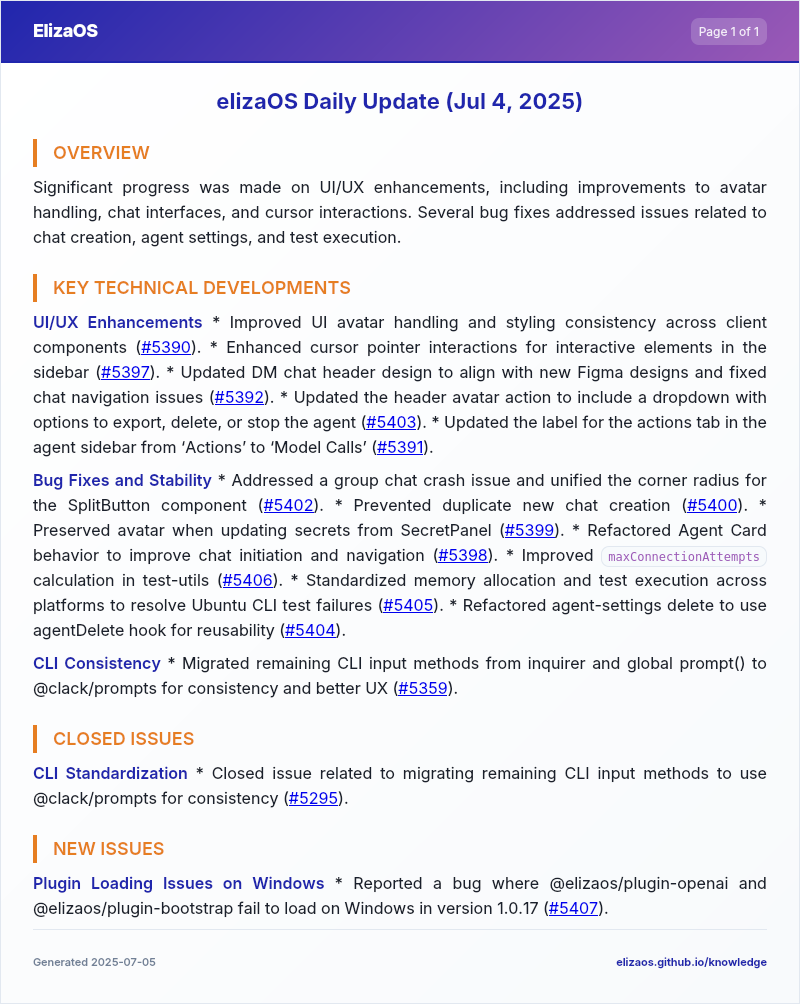 ElizaOS
Page 1 of 1
elizaOS Daily Update (Jul 4, 2025)
OVERVIEW
Significant progress was made on UI/UX enhancements, including improvements to avatar
handling, chat interfaces, and cursor interactions. Several bug fixes addressed issues related to
chat creation, agent settings, and test execution.
KEY TECHNICAL DEVELOPMENTS
UI/UX Enhancements * Improved UI avatar handling and styling consistency across client
components (#5390). * Enhanced cursor pointer interactions for interactive elements in the
sidebar (#5397). * Updated DM chat header design to align with new Figma designs and fixed
chat navigation issues (#5392). * Updated the header avatar action to include a dropdown with
options to export, delete, or stop the agent (#5403). * Updated the label for the actions tab in the
agent sidebar from ‘Actions’ to ‘Model Calls’ (#5391).
Bug Fixes and Stability * Addressed a group chat crash issue and unified the corner radius for
the SplitButton component (#5402). * Prevented duplicate new chat creation (#5400). *
Preserved avatar when updating secrets from SecretPanel (#5399). * Refactored Agent Card
behavior to improve chat initiation and navigation (#5398). * Improved maxConnectionAttempts
calculation in test-utils (#5406). * Standardized memory allocation and test execution across
platforms to resolve Ubuntu CLI test failures (#5405). * Refactored agent-settings delete to use
agentDelete hook for reusability (#5404).
CLI Consistency * Migrated remaining CLI input methods from inquirer and global prompt() to
@clack/prompts for consistency and better UX (#5359).
CLOSED ISSUES
CLI Standardization * Closed issue related to migrating remaining CLI input methods to use
@clack/prompts for consistency (#5295).
NEW ISSUES
Plugin Loading Issues on Windows * Reported a bug where @elizaos/plugin-openai and
@elizaos/plugin-bootstrap fail to load on Windows in version 1.0.17 (#5407).
Generated 2025-07-05
elizaos.github.io/knowledge